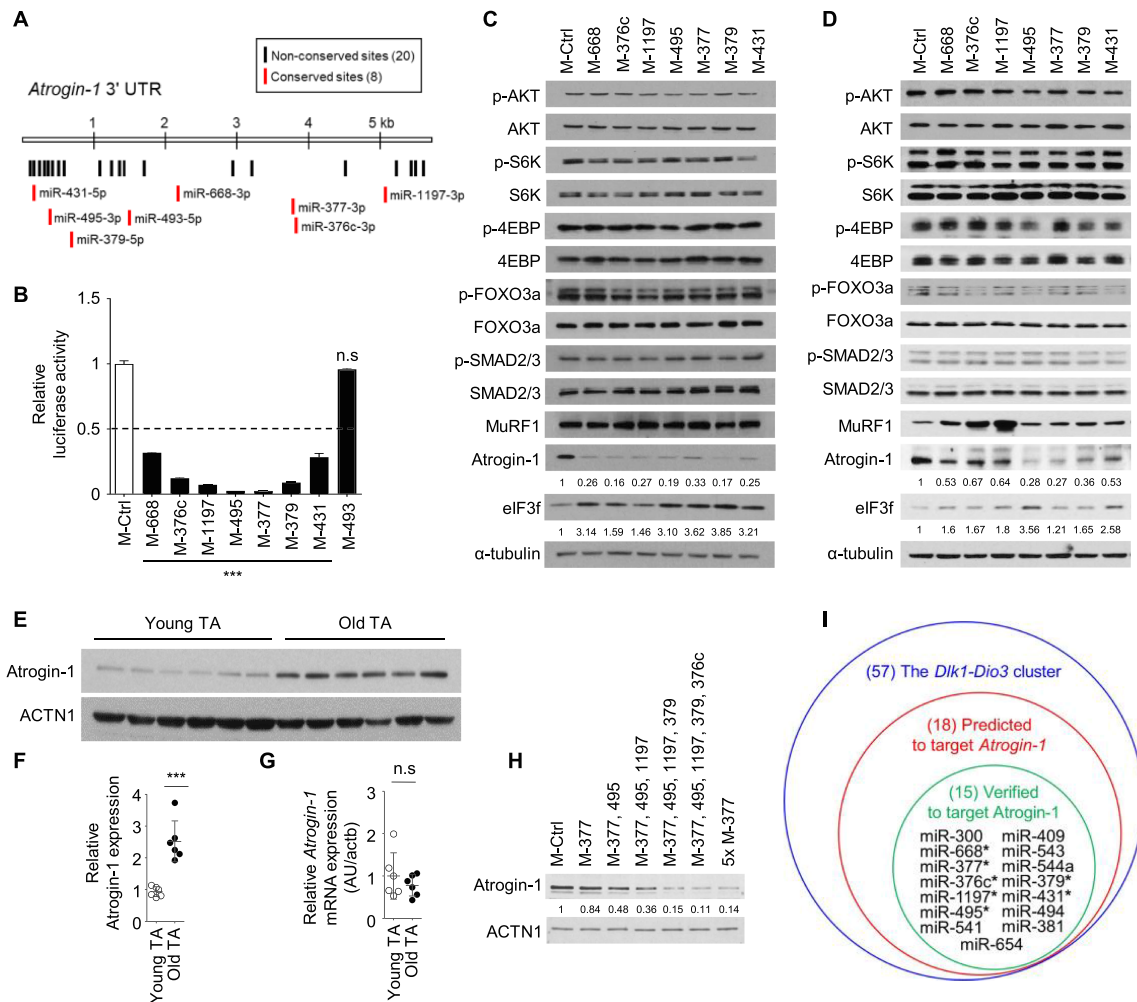 A
Non-conserved sites (20)
Conserved sites (8)
Atrogin-1 3' UTR
1 2 3 4 5 kb
miR-431-5p
miR-668-3p
miR-1197-3p
miR-495-3p
miR-493-5p
miR-377-3p
miR-379-5p
miR-376c-3p
B
Relative
luciferase activity
1.5
1
0.5
0
n.s
M-Ctrl
M-668
M-376c
M-1197
M-495
M-377
M-379
M-431
M-493
***
C
M-Ctrl
M-668
M-376c
M-1197
M-495
M-377
M-379
M-431
p-AKT
AKT
p-S6K
S6K
p-4EBP
4EBP
p-FOXO3a
FOXO3a
p-SMAD2/3
SMAD2/3
MuRF1
Atrogin-1
1 0.26 0.16 0.27 0.19 0.33 0.17 0.25
eIF3f
1 3.14 1.59 1.46 3.10 3.62 3.85 3.21
α-tubulin
D
M-Ctrl
M-668
M-376c
M-1197
M-495
M-377
M-379
M-431
p-AKT
AKT
p-S6K
S6K
p-4EBP
4EBP
p-FOXO3a
FOXO3a
p-SMAD2/3
SMAD2/3
MuRF1
Atrogin-1
1 0.53 0.67 0.64 0.28 0.27 0.36 0.53
eIF3f
1 1.6 1.67 1.8 3.56 1.21 1.65 2.58
α-tubulin
E
Young TA Old TA
Atrogin-1
ACTN1
F
Relative
Atrogin-1 expression
***
4
3
2
1
0
Young TA
Old TA
G
Relative Atrogin-1
mRNA expression
(AU/actb)
n.s
3
2
1
0
Young TA
Old TA
H
M-Ctrl
M-377
M-377, 495
M-377, 495, 1197
M-377, 495, 1197, 379
M-377, 495, 1197, 379, 376c
5x M-377
Atrogin-1
1 0.84 0.48 0.36 0.15 0.11 0.14
ACTN1
I
(57) The Dlk1-Dio3 cluster
(18) Predicted
to target Atrogin-1
(15) Verified
to target Atrogin-1
miR-300 miR-409
miR-668* miR-543
miR-377* miR-544a
miR-376c* miR-379*
miR-1197* miR-431*
miR-495* miR-494
miR-541 miR-381
miR-654